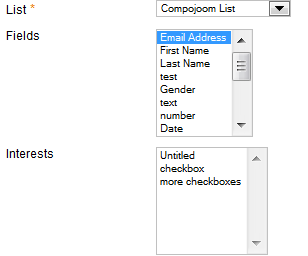 List * Compojoom List
Fields
Email Address
First Name
Last Name
test
Gender
text
number
Date
Interests
Untitled
checkbox
more checkboxes